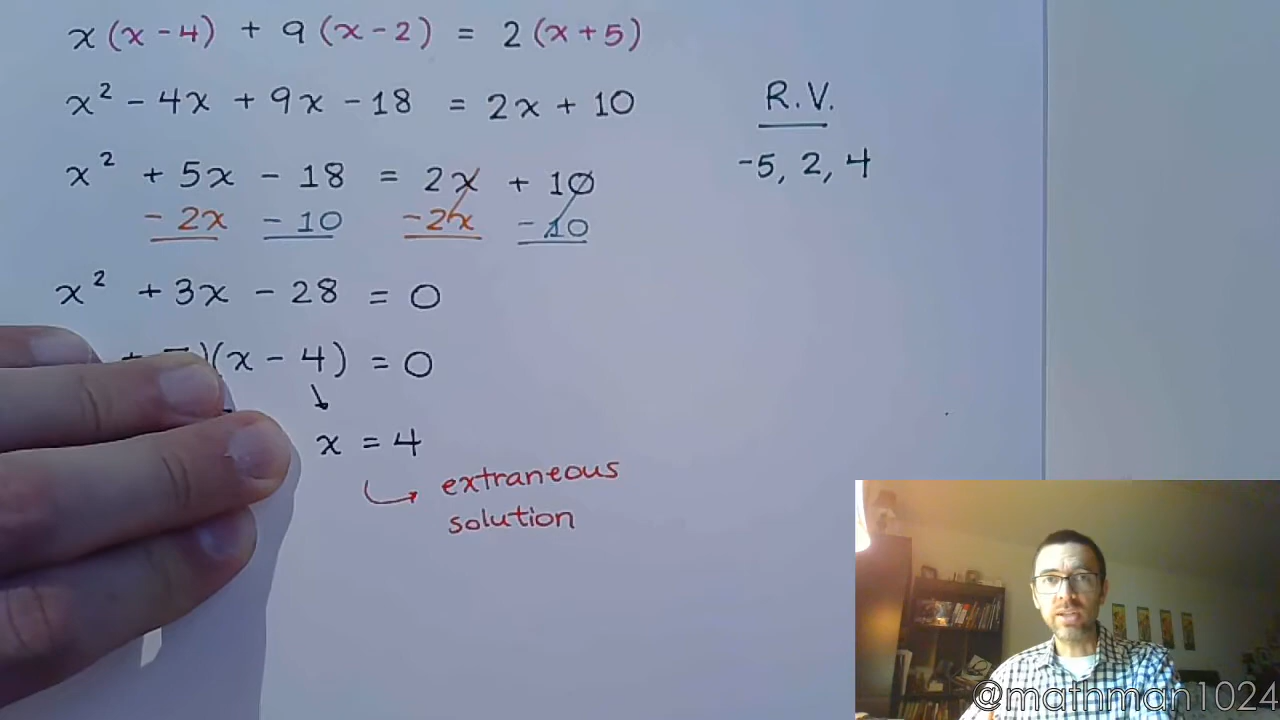 x(x-4) + 9(x-2) = 2(x+5)
x² - 4x + 9x - 18 = 2x + 10
R.V.
-5, 2, 4
x² + 5x - 18 = 2x + 10
- 2x - 10 - 2x - 10
x² + 3x - 28 = 0
)(x - 4) = 0
x = 4
extraneous
solution
@mathman1024